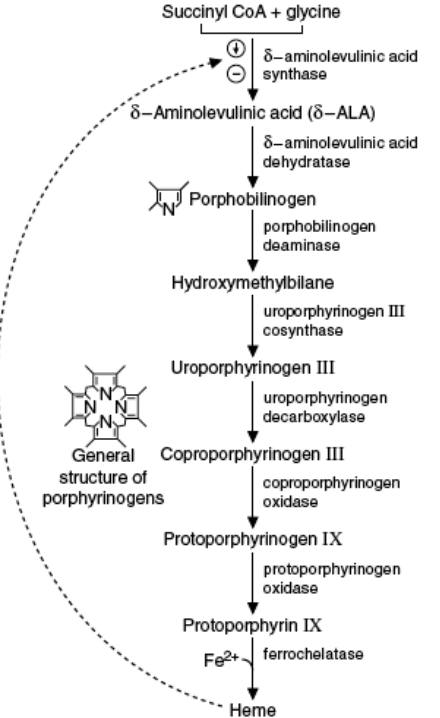 Succinyl CoA + glycine
δ–aminolevulinic acid
synthase
δ–Aminolevulinic acid (δ–ALA)
δ–aminolevulinic acid
dehydratase
N
Porphobilinogen
porphobilinogen
deaminase
Hydroxymethylbilane
uroporphyrinogen III
cosynthase
Uroporphyrinogen III
uroporphyrinogen
decarboxylase
N
N N
N
General
structure of
porphyrinogens
Coproporphyrinogen III
coproporphyrinogen
oxidase
Protoporphyrinogen IX
protoporphyrinogen
oxidase
Protoporphyrin IX
Fe2+
ferrochelatase
Heme